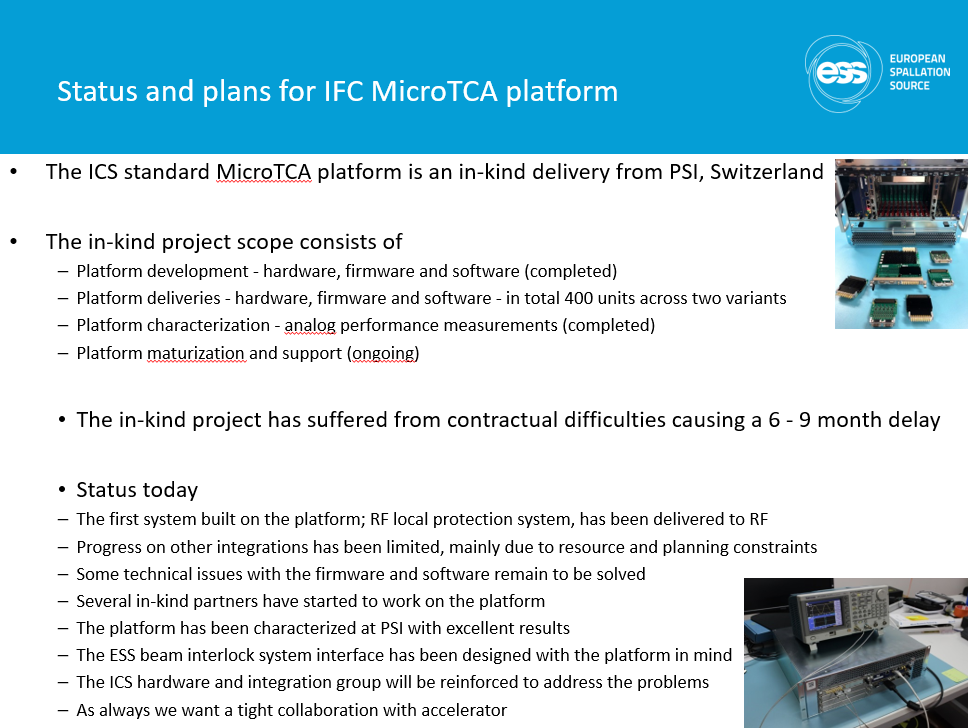 Status and plans for IFC MicroTCA platform
ess
EUROPEAN
SPALLATION
SOURCE
• The ICS standard MicroTCA platform is an in-kind delivery from PSI, Switzerland
• The in-kind project scope consists of
– Platform development - hardware, firmware and software (completed)
– Platform deliveries - hardware, firmware and software - in total 400 units across two variants
– Platform characterization - analog performance measurements (completed)
– Platform maturization and support (ongoing)
• The in-kind project has suffered from contractual difficulties causing a 6 - 9 month delay
• Status today
– The first system built on the platform; RF local protection system, has been delivered to RF
– Progress on other integrations has been limited, mainly due to resource and planning constraints
– Some technical issues with the firmware and software remain to be solved
– Several in-kind partners have started to work on the platform
– The platform has been characterized at PSI with excellent results
– The ESS beam interlock system interface has been designed with the platform in mind
– The ICS hardware and integration group will be reinforced to address the problems
– As always we want a tight collaboration with accelerator